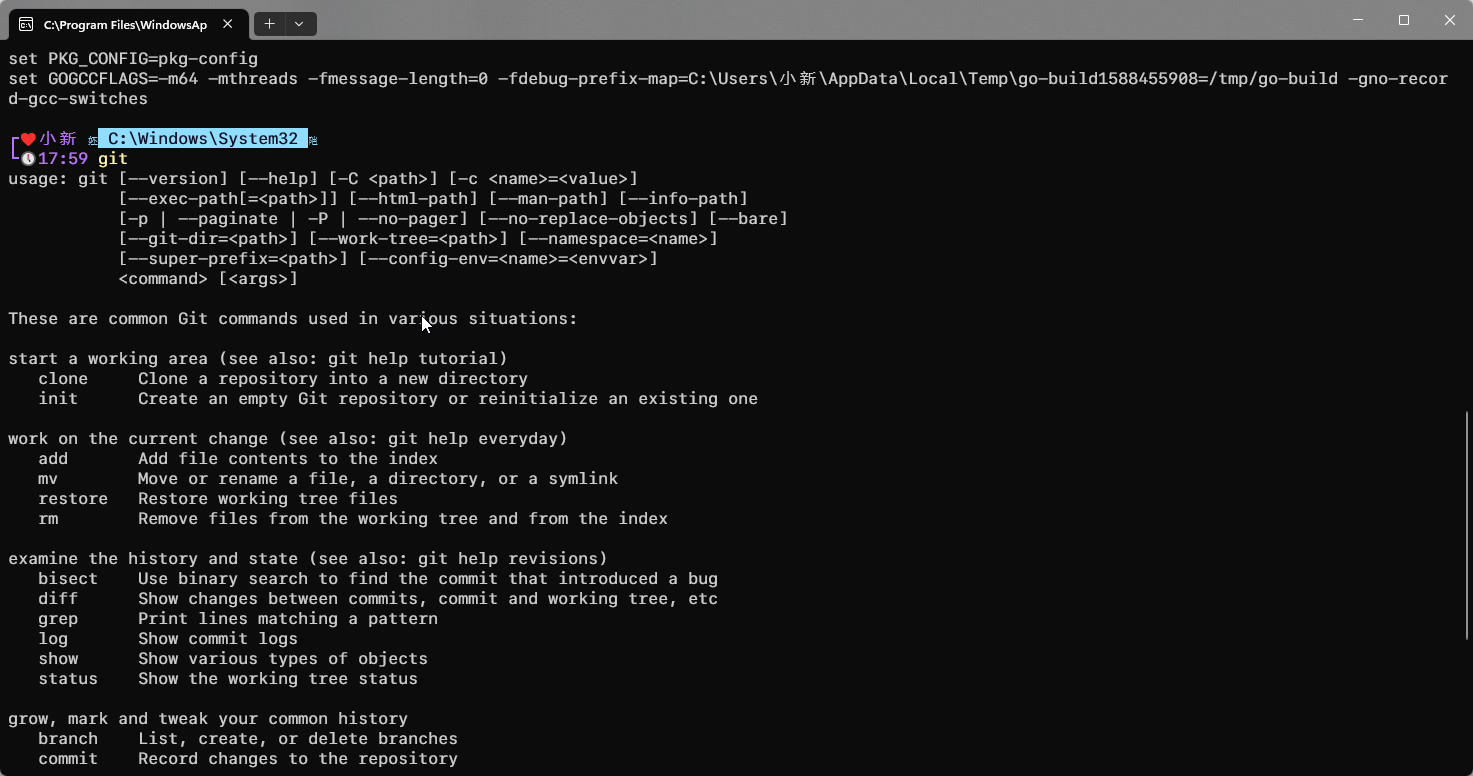 C:\Program Files\WindowsAp
set PKG_CONFIG=pkg-config
set GOGCCFLAGS=-m64 -mthreads -fmessage-length=0 -fdebug-prefix-map=C:\Users\小新\AppData\Local\Temp\go-build1588455908=/tmp/go-build -gno-recor
d-gcc-switches
小新 C:\Windows\System32
17:59 git
usage: git [--version] [--help] [-C <path>] [-c <name>=<value>]
[--exec-path[=<path>]] [--html-path] [--man-path] [--info-path]
[-p | --paginate | -P | --no-pager] [--no-replace-objects] [--bare]
[--git-dir=<path>] [--work-tree=<path>] [--namespace=<name>]
[--super-prefix=<path>] [--config-env=<name>=<envvar>]
<command> [<args>]
These are common Git commands used in various situations:
start a working area (see also: git help tutorial)
clone Clone a repository into a new directory
init Create an empty Git repository or reinitialize an existing one
work on the current change (see also: git help everyday)
add Add file contents to the index
mv Move or rename a file, a directory, or a symlink
restore Restore working tree files
rm Remove files from the working tree and from the index
examine the history and state (see also: git help revisions)
bisect Use binary search to find the commit that introduced a bug
diff Show changes between commits, commit and working tree, etc
grep Print lines matching a pattern
log Show commit logs
show Show various types of objects
status Show the working tree status
grow, mark and tweak your common history
branch List, create, or delete branches
commit Record changes to the repository